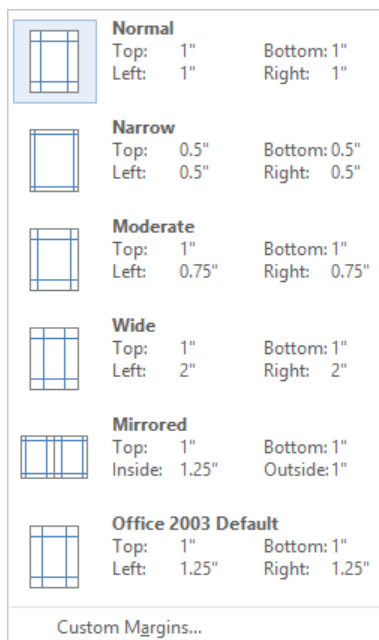 Normal
Top: 1" Bottom: 1"
Left: 1" Right: 1"
Narrow
Top: 0.5" Bottom: 0.5"
Left: 0.5" Right: 0.5"
Moderate
Top: 1" Bottom: 1"
Left: 0.75" Right: 0.75"
Wide
Top: 1" Bottom: 1"
Left: 2" Right: 2"
Mirrored
Top: 1" Bottom: 1"
Inside: 1.25" Outside: 1"
Office 2003 Default
Top: 1" Bottom: 1"
Left: 1.25" Right: 1.25"
Custom Margins...